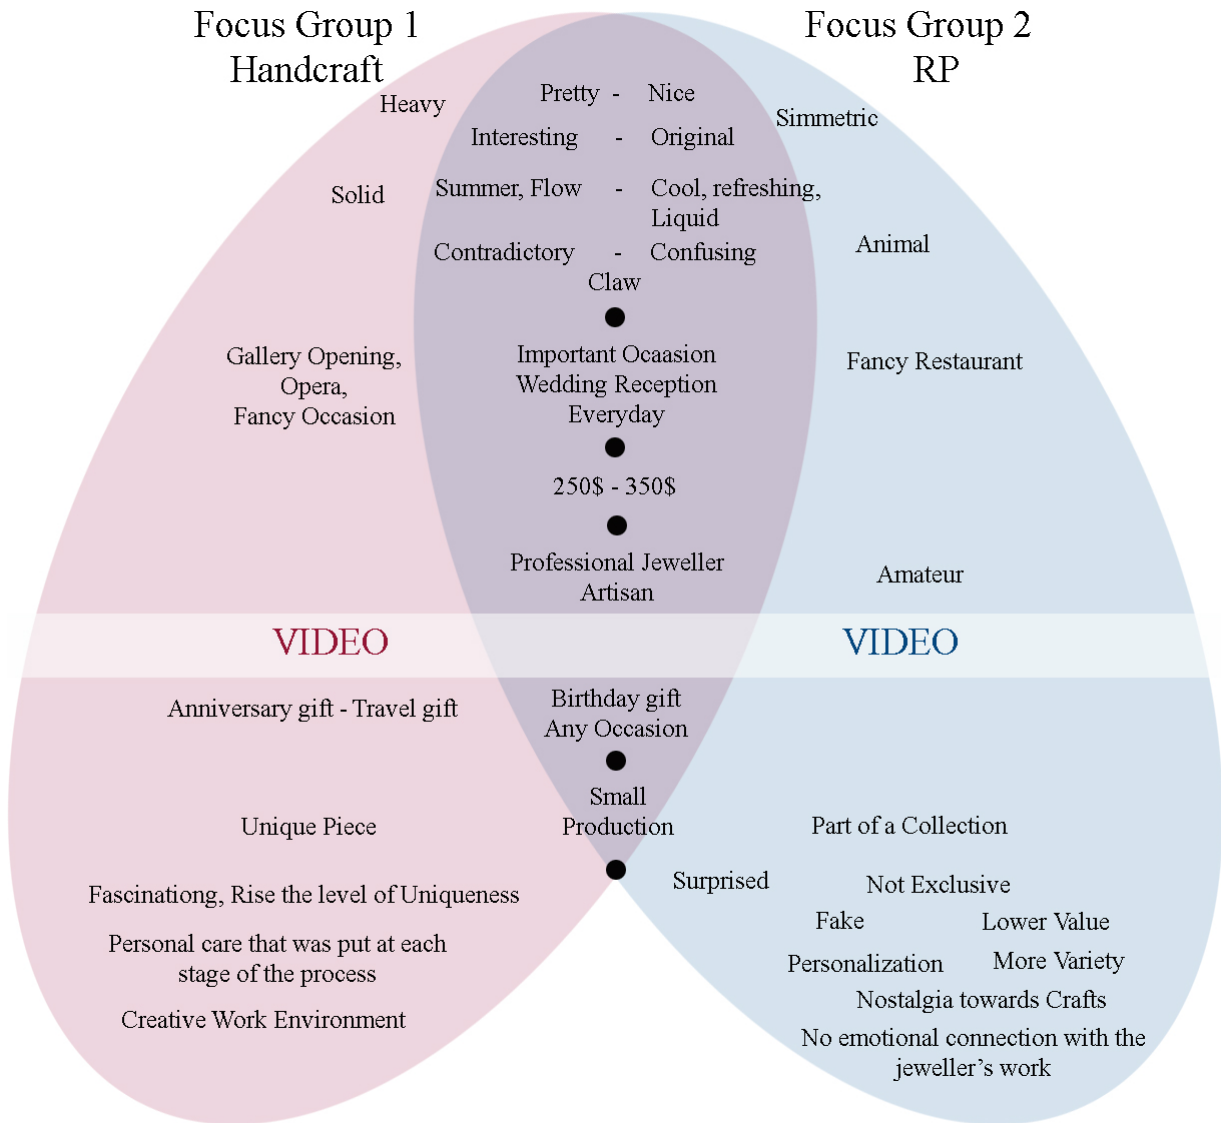 Focus Group 1
Handcraft
Focus Group 2
RP
Heavy
Pretty - Nice
Simmetric
Interesting - Original
Solid
Summer, Flow - Cool, refreshing,
Liquid
Animal
Contradictory - Confusing
Claw
Gallery Opening,
Opera,
Fancy Occasion
Important Ocaasion
Wedding Reception
Everyday
Fancy Restaurant
250$ - 350$
Professional Jeweller
Artisan
Amateur
VIDEO
VIDEO
Anniversary gift - Travel gift
Birthday gift
Any Occasion
Small
Production
Unique Piece
Part of a Collection
Fascinationg, Rise the level of Uniqueness
Surprised
Not Exclusive
Fake
Lower Value
Personal care that was put at each
stage of the process
Personalization
More Variety
Creative Work Environment
Nostalgia towards Crafts
No emotional connection with the
jeweller's work